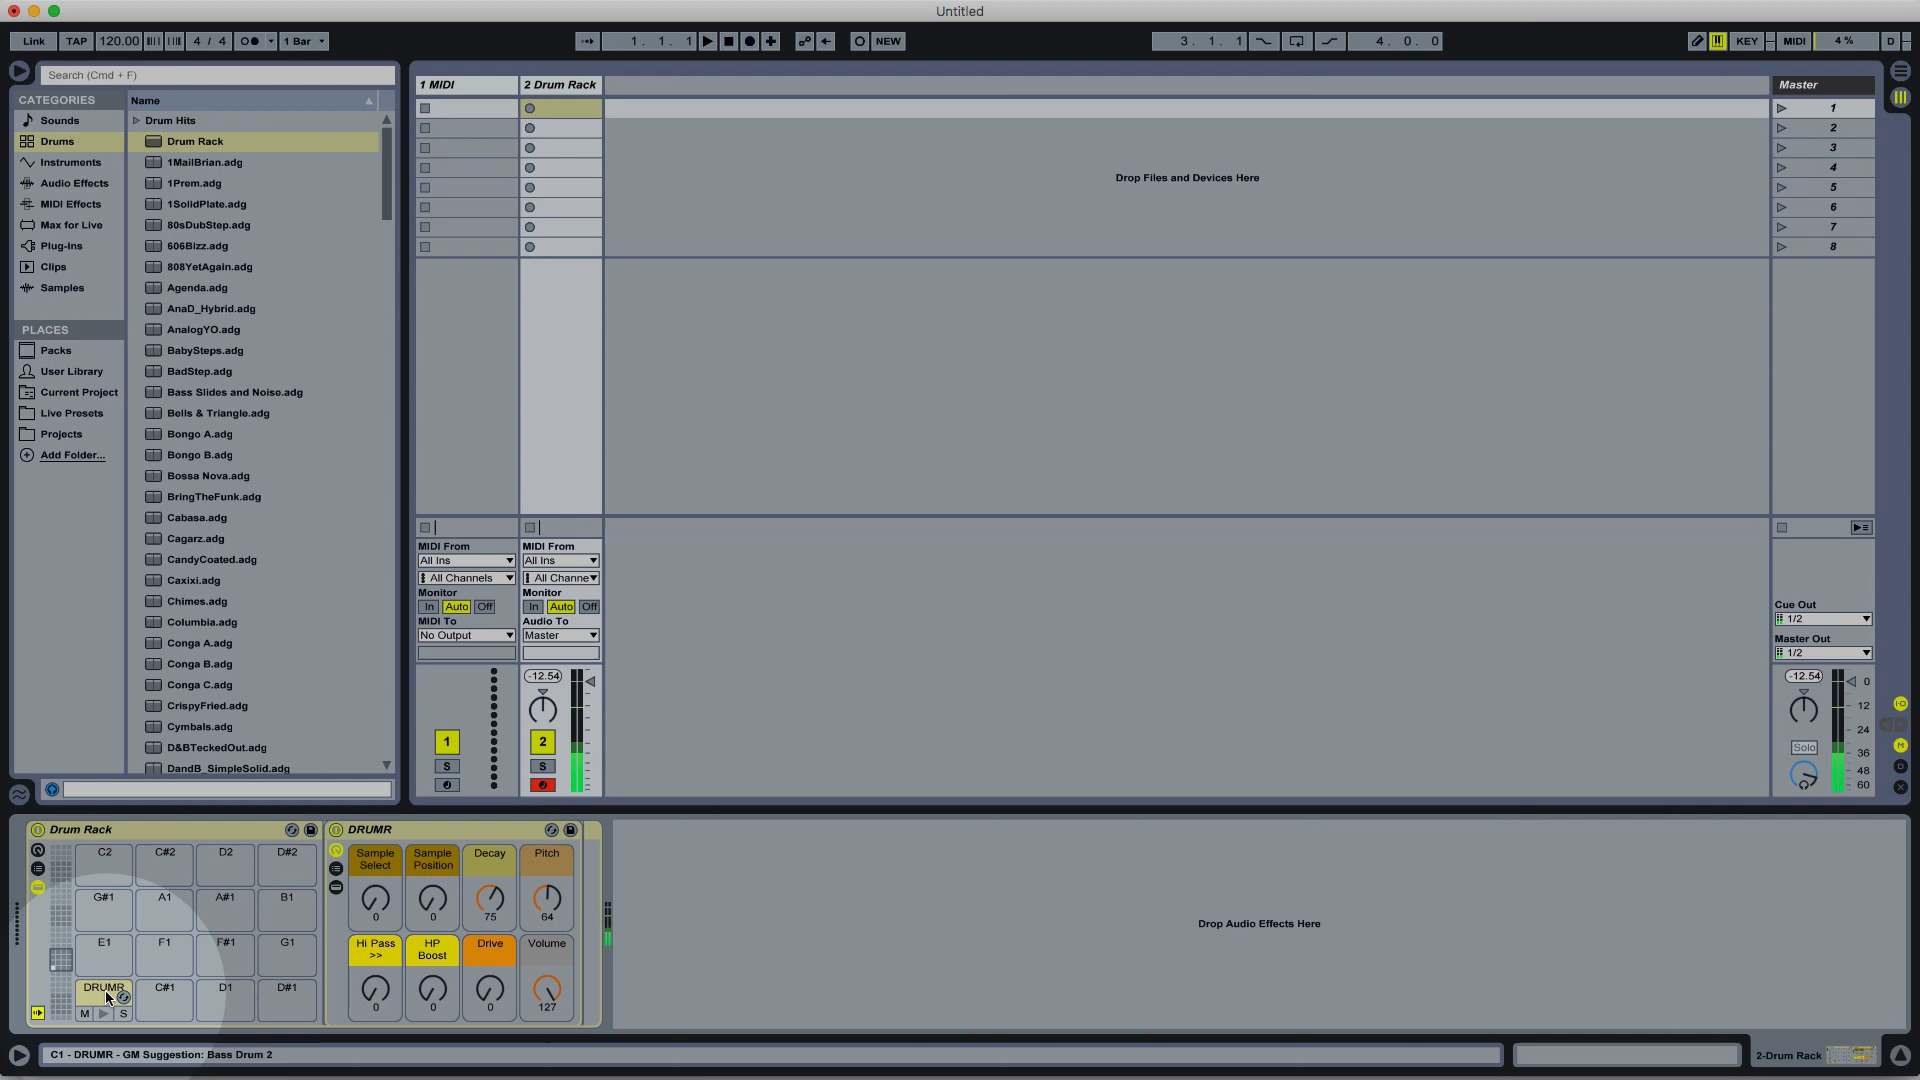 Untitled
Link TAP 120.00 4 / 4 1 Bar 1. 1. 1 NEW 3. 1. 1 4. 0. 0 KEY MIDI 4 % D
Search (Cmd + F)
CATEGORIES
Sounds
Drums
Instruments
Audio Effects
MIDI Effects
Max for Live
Plug-ins
Clips
Samples
PLACES
Packs
User Library
Current Project
Live Presets
Projects
Add Folder...
Name
Drum Hits
Drum Rack
1MailBrian.adg
1Prem.adg
1SolidPlate.adg
80sDubStep.adg
606Bizz.adg
808YetAgain.adg
Agenda.adg
AnaD_Hybrid.adg
AnalogYO.adg
BabySteps.adg
BadStep.adg
Bass Slides and Noise.adg
Bells & Triangle.adg
Bongo A.adg
Bongo B.adg
Bossa Nova.adg
BringTheFunk.adg
Cabasa.adg
Cagarz.adg
CandyCoated.adg
Caxixi.adg
Chimes.adg
Columbia.adg
Conga A.adg
Conga B.adg
Conga C.adg
CrispyFried.adg
Cymbals.adg
D&BTeckedOut.adg
DandB_SimpleSolid.adg
1 MIDI
2 Drum Rack
Master
1
2
3
4
5
6
7
8
Drop Files and Devices Here
MIDI From
All Ins
All Channels
Monitor
In Auto Off
MIDI To
No Output
1
S
MIDI From
All Ins
All Channe
Monitor
In Auto Off
Audio To
Master
-12.54
2
S
Cue Out
1/2
Master Out
1/2
-12.54
0
12
24
36
48
60
Solo
Drum Rack
C2 C#2 D2 D#2
G#1 A1 A#1 B1
E1 F1 F#1 G1
DRUMR C#1 D1 D#1
M S
DRUMR
Sample Select
0
Sample Position
0
Decay
75
Pitch
64
Hi Pass >>
0
HP Boost
0
Drive
0
Volume
127
Drop Audio Effects Here
C1 - DRUMR - GM Suggestion: Bass Drum 2
2-Drum Rack